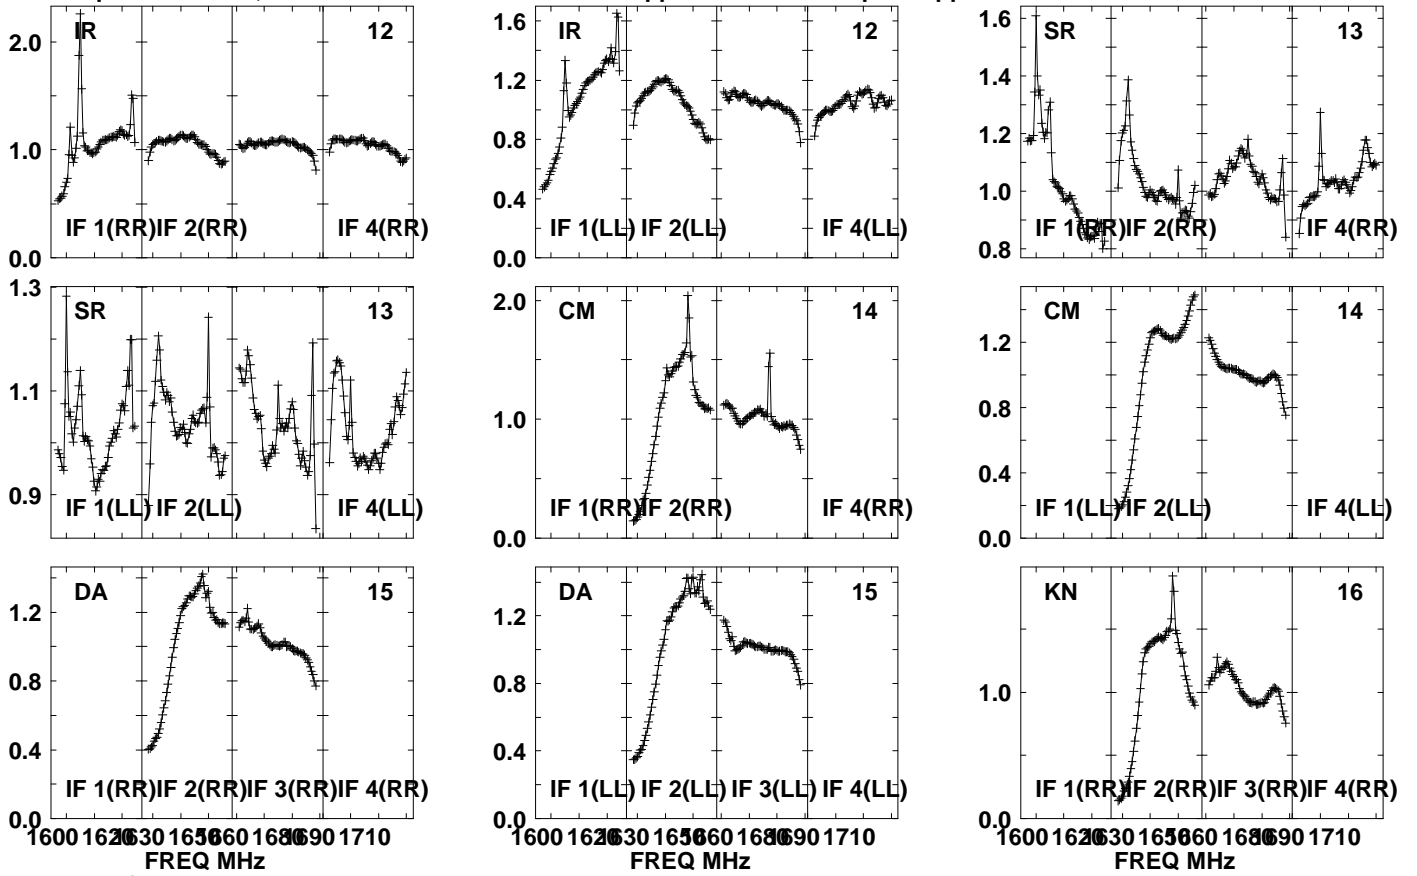 IR 12
2.0
1.0
0.0
IF 1(RR) IF 2(RR) IF 4(RR)
IR 12
1.6
1.2
0.8
0.4
0.0
IF 1(LL) IF 2(LL) IF 4(LL)
SR 13
1.6
1.4
1.2
1.0
0.8
IF 1(RR) IF 2(RR) IF 4(RR)
SR 13
1.3
1.1
0.9
IF 1(LL) IF 2(LL) IF 4(LL)
CM 14
2.0
1.0
0.0
IF 1(RR) IF 2(RR) IF 4(RR)
CM 14
1.2
0.8
0.4
0.0
IF 1(LL) IF 2(LL) IF 4(LL)
DA 15
1.2
0.8
0.4
0.0
IF 1(RR) IF 2(RR) IF 3(RR) IF 4(RR)
1600 1620 1630 1650 1660 1680 1690 1710
FREQ MHz
DA 15
1.6
1.2
0.8
0.4
0.0
IF 1(LL) IF 2(LL) IF 3(LL) IF 4(LL)
1600 1620 1630 1650 1660 1680 1690 1710
FREQ MHz
KN 16
1.0
0.0
IF 1(RR) IF 2(RR) IF 3(RR) IF 4(RR)
1600 1620 1630 1650 1660 1680 1690 1710
FREQ MHz